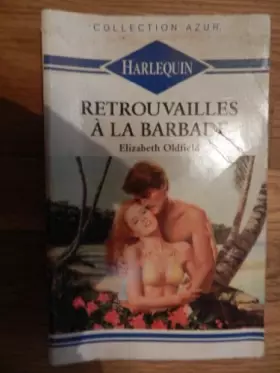 COLLECTION AZUR
HARLEQUIN
RETROUVAILLES
À LA BARBADE
Elizabeth Oldfield